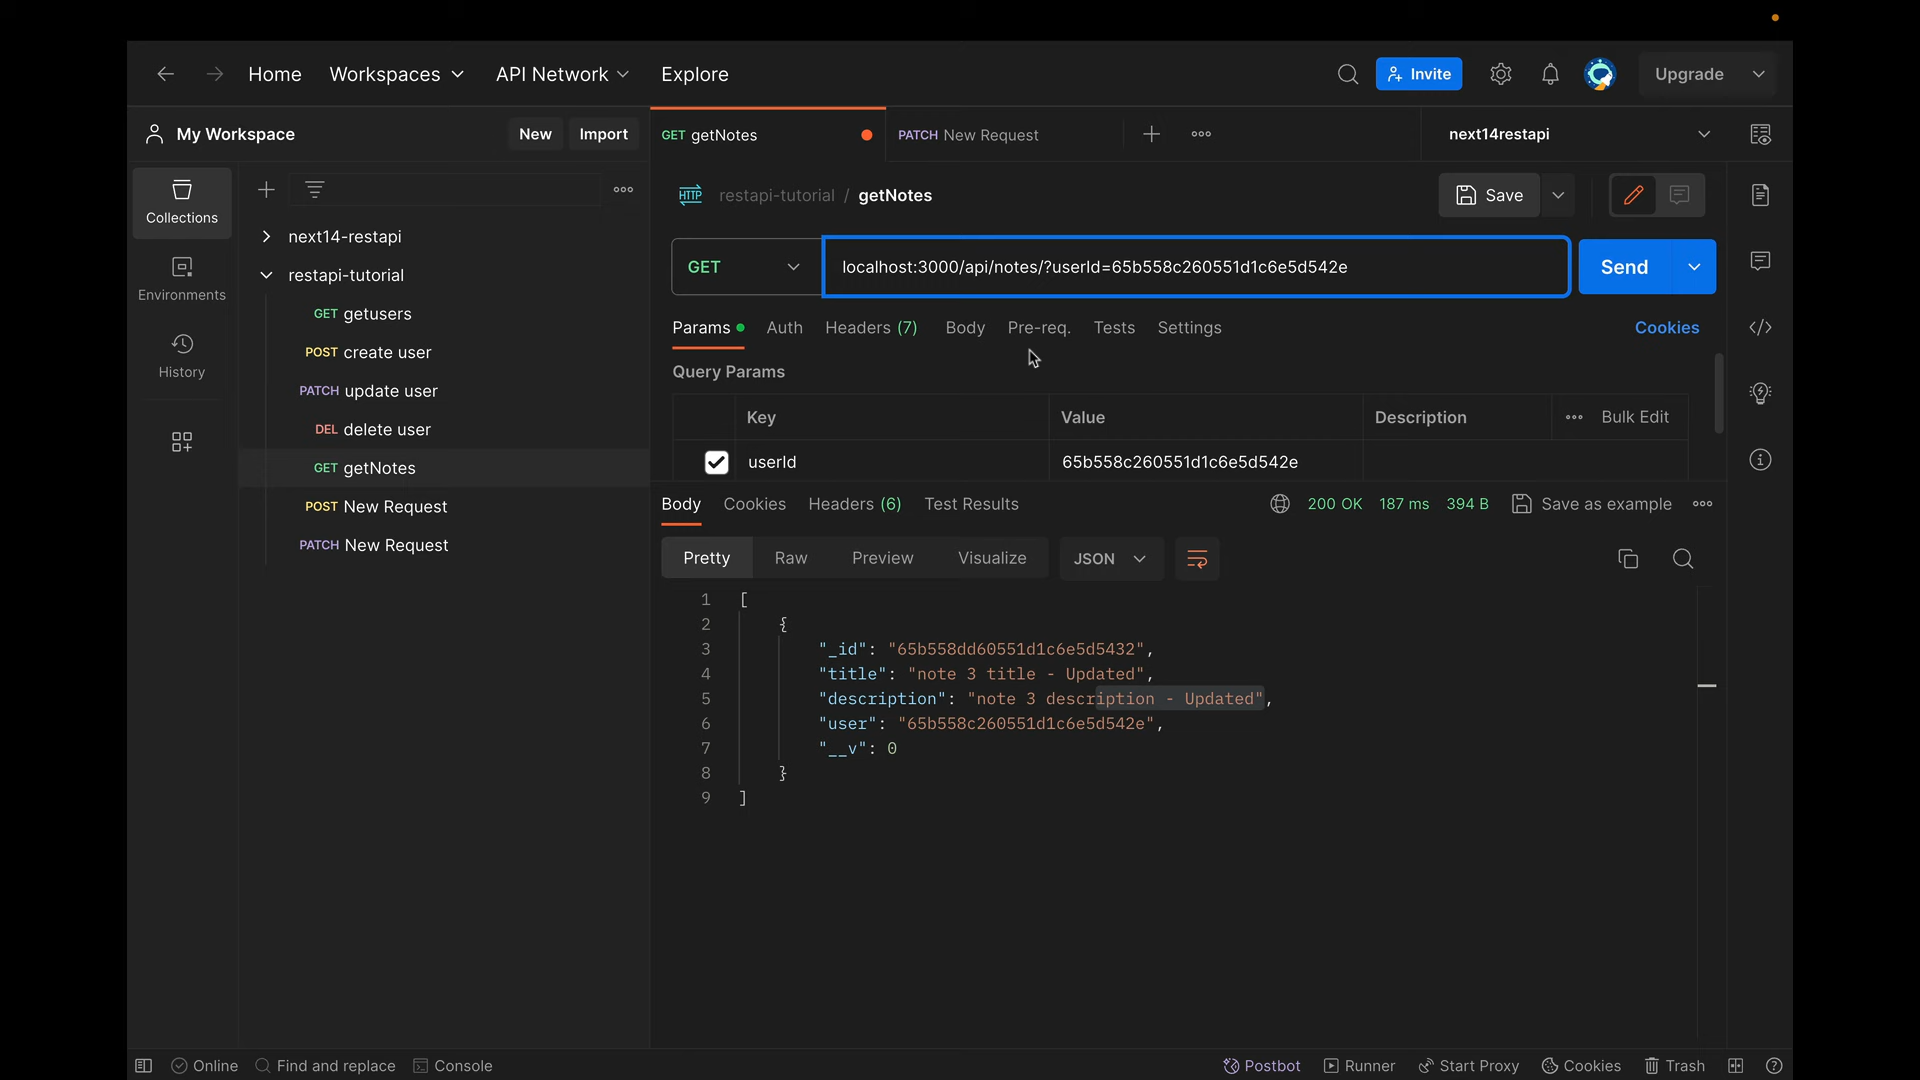 Home Workspaces API Network Explore Invite Upgrade
My Workspace New Import GET getNotes PATCH New Request next14restapi
Collections
Environments
History
next14-restapi
restapi-tutorial
GET getusers
POST create user
PATCH update user
DEL delete user
GET getNotes
POST New Request
PATCH New Request
HTTP restapi-tutorial / getNotes Save
GET localhost:3000/api/notes/?userId=65b558c260551d1c6e5d542e Send
Params Auth Headers (7) Body Pre-req. Tests Settings Cookies
Query Params
Key Value Description Bulk Edit
userId 65b558c260551d1c6e5d542e
Body Cookies Headers (6) Test Results 200 OK 187 ms 394 B Save as example
Pretty Raw Preview Visualize JSON
1 [
2 {
3 "_id": "65b558dd60551d1c6e5d5432",
4 "title": "note 3 title - Updated",
5 "description": "note 3 description - Updated",
6 "user": "65b558c260551d1c6e5d542e",
7 "__v": 0
8 }
9 ]
Online Find and replace Console Postbot Runner Start Proxy Cookies Trash